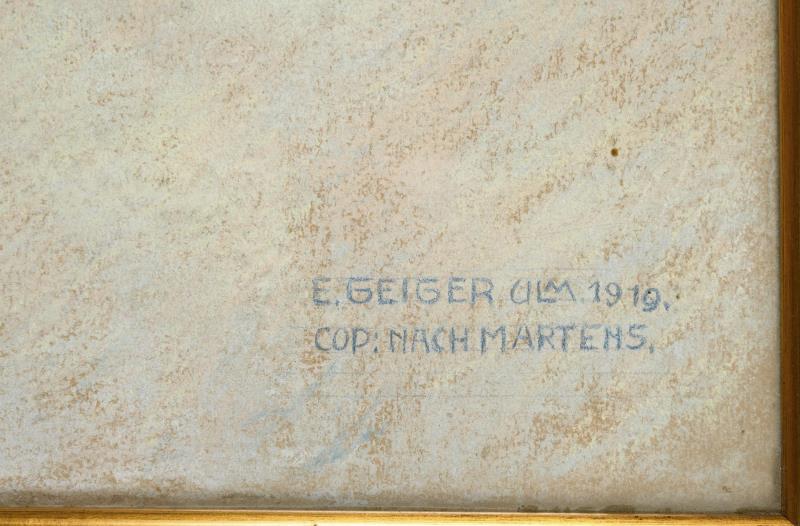 E. GEIGER. ULM. 1919.
COP: NACH MARTENS.